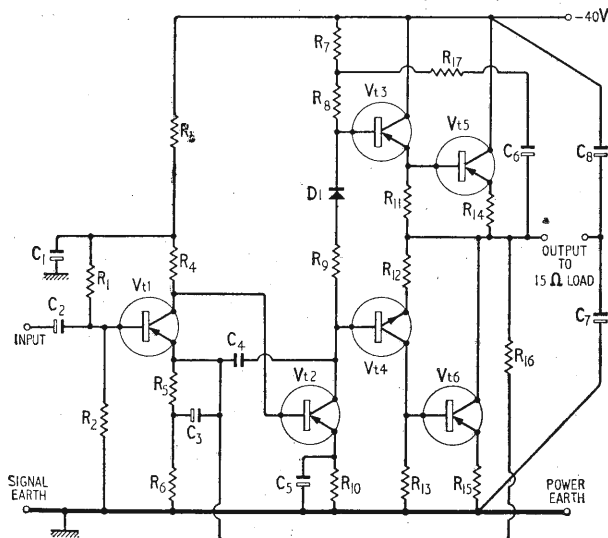 -40V
R7
R17
R8
Vt3
Vt5
C6
C8
D1
R11
R14
C1
R1
R4
R9
R12
OUTPUT
TO
15 Ω LOAD
C2
Vt1
INPUT
C4
Vt4
C7
R16
R5
Vt2
Vt6
R2
C3
R6
C5
R10
R13
R15
SIGNAL
EARTH
POWER
EARTH